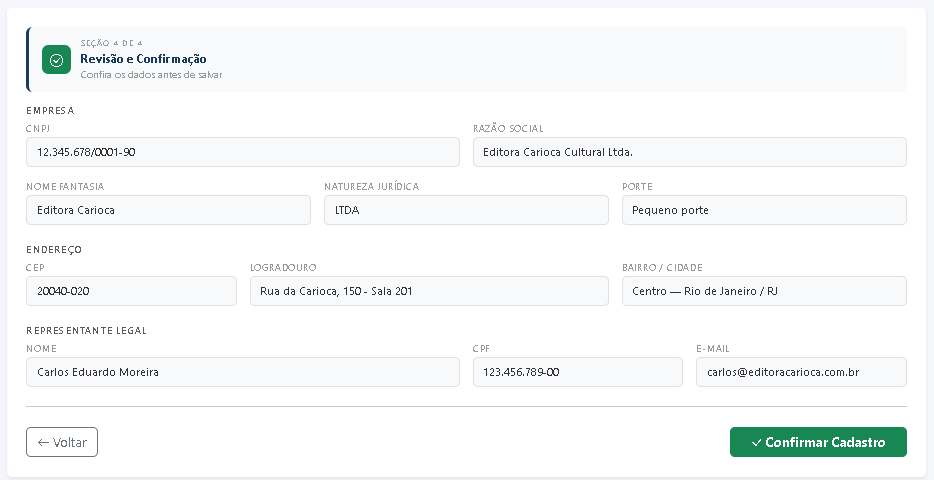 SEÇÃO 4 DE 4
Revisão e Confirmação
Confira os dados antes de salvar
EMPRESA
CNPJ
RAZÃO SOCIAL
12.345.678/0001-90
Editora Carioca Cultural Ltda.
NOME FANTASIA
NATUREZA JURÍDICA
PORTE
Editora Carioca
LTDA
Pequeno porte
ENDEREÇO
CEP
LOGRADOURO
BAIRRO / CIDADE
20040-020
Rua da Carioca, 150 - Sala 201
Centro — Rio de Janeiro / RJ
REPRESENTANTE LEGAL
NOME
CPF
E-MAIL
Carlos Eduardo Moreira
123.456.789-00
carlos@editoracarioca.com.br
← Voltar
✓ Confirmar Cadastro